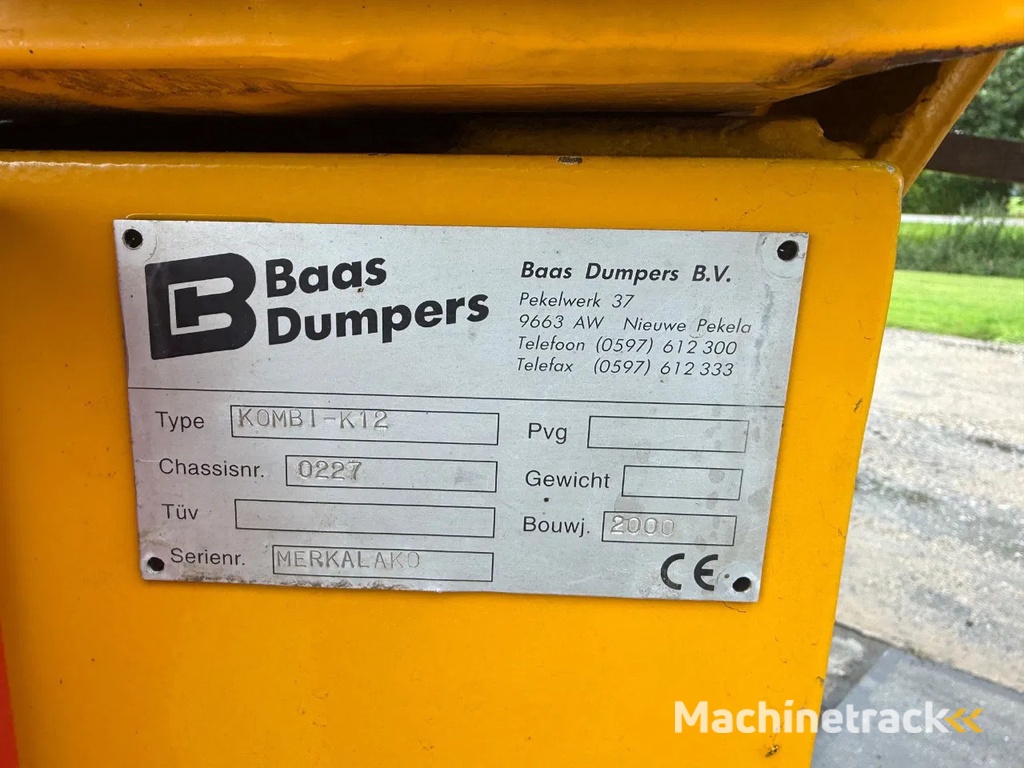 Baas
Dumpers
Baas Dumpers B.V.
Pekelwerk 37
9663 AW Nieuwe Pekela
Telefoon (0597) 612 300
Telefax (0597) 612 333
Type KOMBI-K12
Pvg
Chassisnr. 0227
Gewicht
Tüv
Bouwj. 2000
Serienr. MERKALAKO
CE
Machinetrack